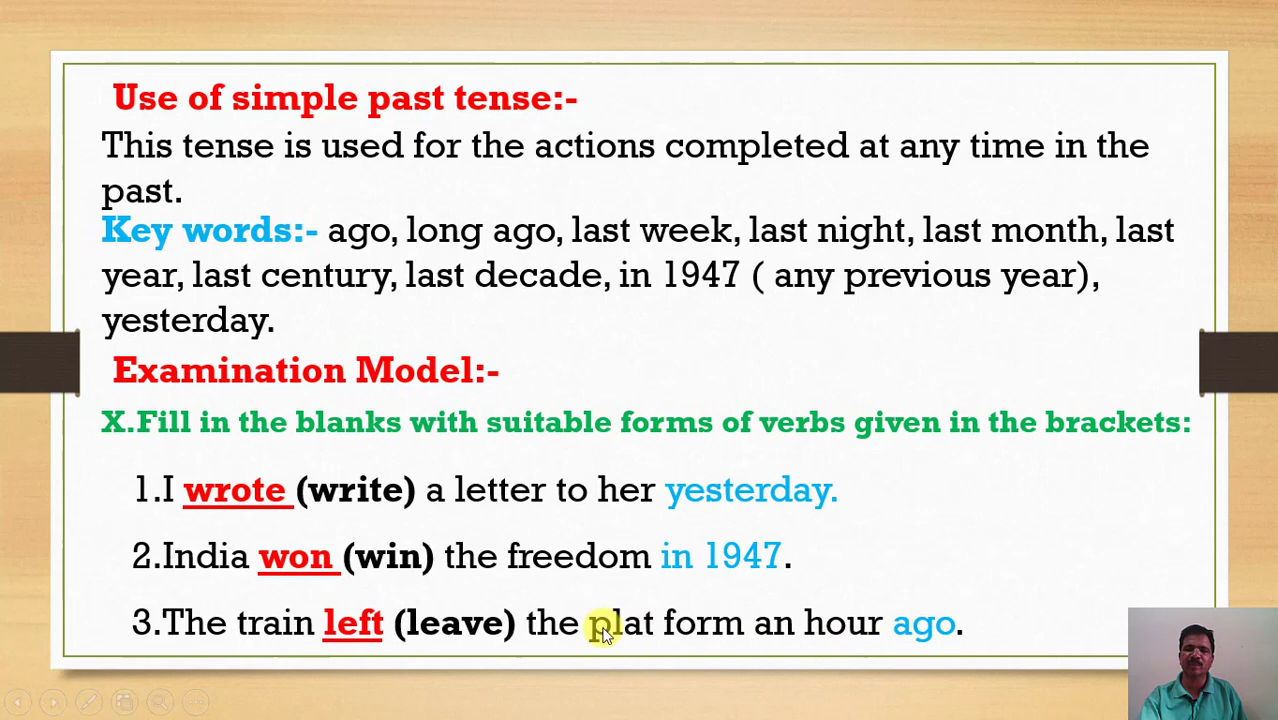 Use of simple past tense:-
This tense is used for the actions completed at any time in the
past.
Key words:- ago, long ago, last week, last night, last month, last
year, last century, last decade, in 1947 ( any previous year),
yesterday.
Examination Model:-
X.Fill in the blanks with suitable forms of verbs given in the brackets:
1.I wrote (write) a letter to her yesterday.
2.India won (win) the freedom in 1947.
3.The train left (leave) the plat form an hour ago.